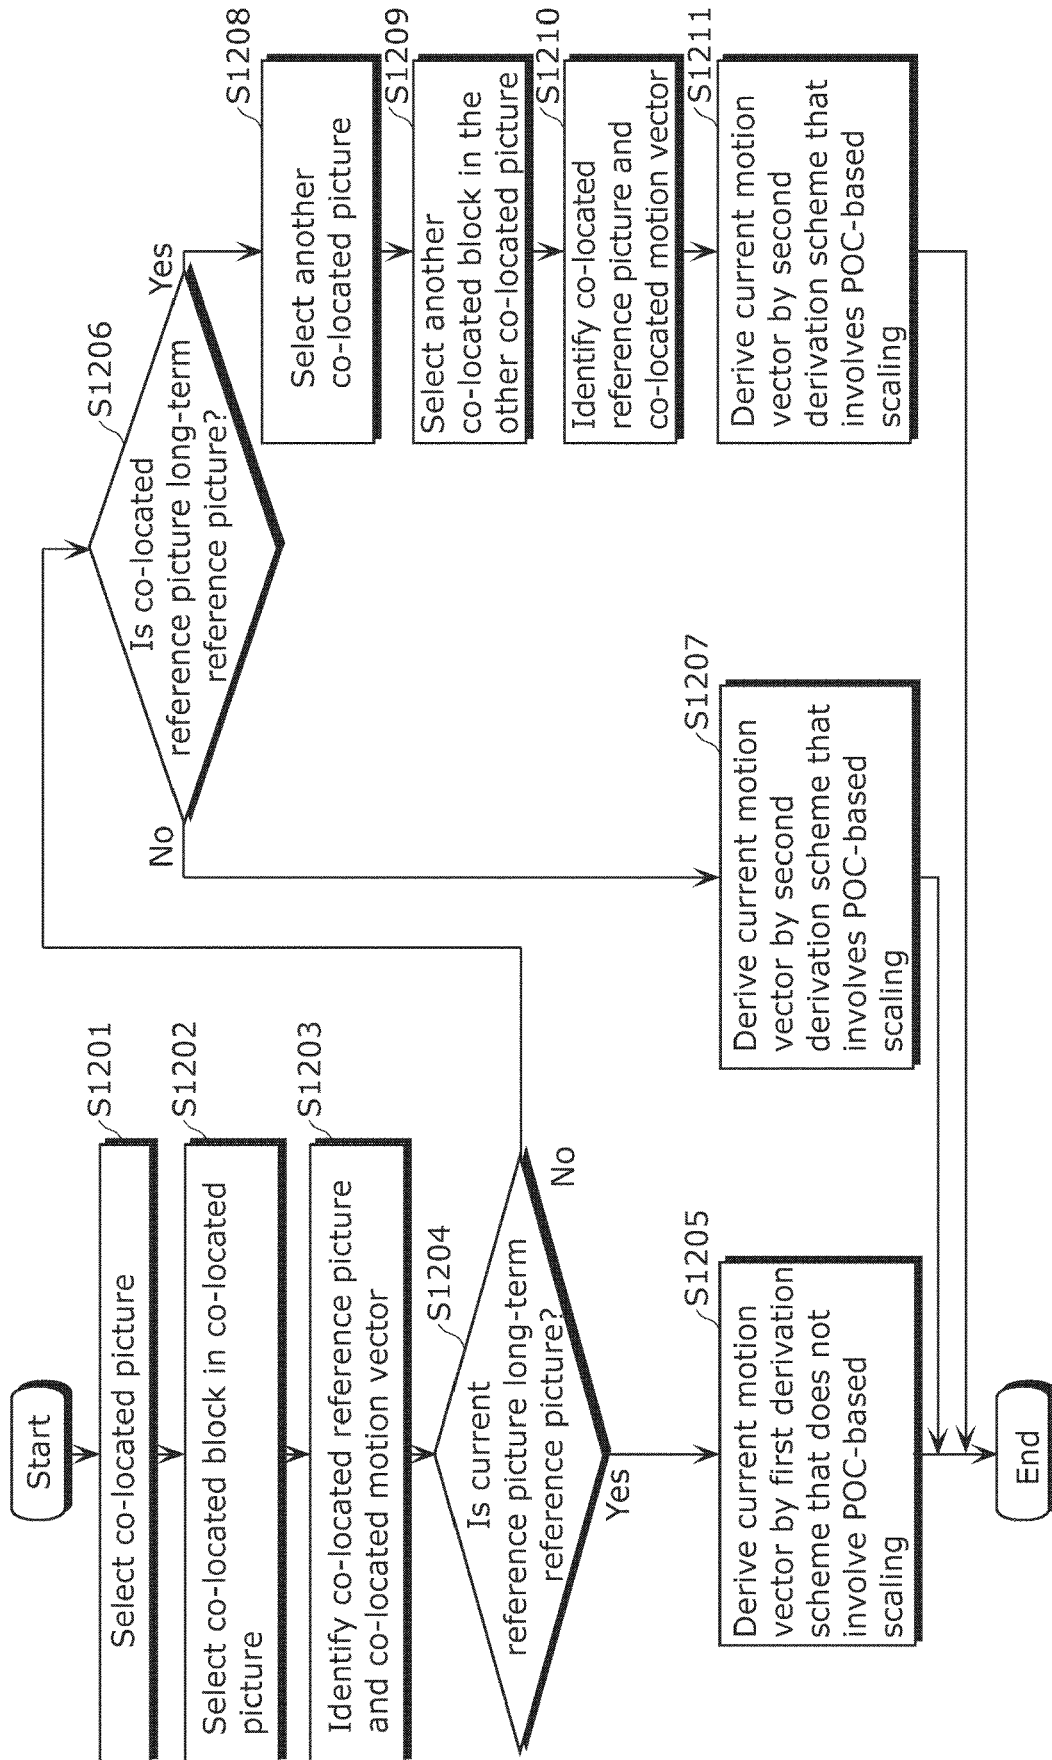 Start
S1201
Select co-located picture
S1202
Select co-located block in co-located
picture
S1203
Identify co-located reference picture
and co-located motion vector
S1204
Is current
reference picture long-term
reference picture?
No
Yes
S1205
Derive current motion
vector by first derivation
scheme that does not
involve POC-based
scaling
S1206
Is co-located
reference picture long-term
reference picture?
No
Yes
S1207
Derive current motion
vector by second
derivation scheme that
involves POC-based
scaling
S1208
Select another
co-located picture
S1209
Select another
co-located block in the
other co-located picture
S1210
Identify co-located
reference picture and
co-located motion vector
S1211
Derive current motion
vector by second
derivation scheme that
involves POC-based
scaling
End